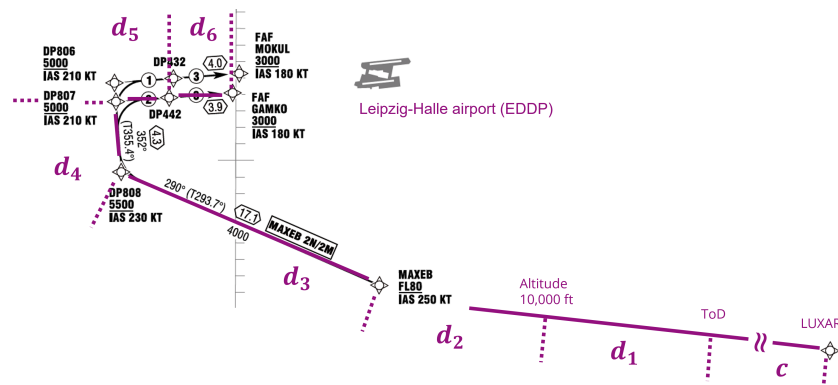 d5
d6
DP806
5000
IAS 210 KT
DP432
1
3
4.0
FAF
MOKUL
3000
IAS 180 KT
DP807
5000
IAS 210 KT
2
DP442
3.9
FAF
GAMKO
3000
IAS 180 KT
Leipzig-Halle airport (EDDP)
352°
(T355.4°)
4.3
d4
DP808
5500
IAS 230 KT
290° (T293.7°)
17.1
4000
MAXEB 2N/2M
d3
MAXEB
FL80
IAS 250 KT
d2
Altitude
10,000 ft
d1
ToD
c
LUXAR